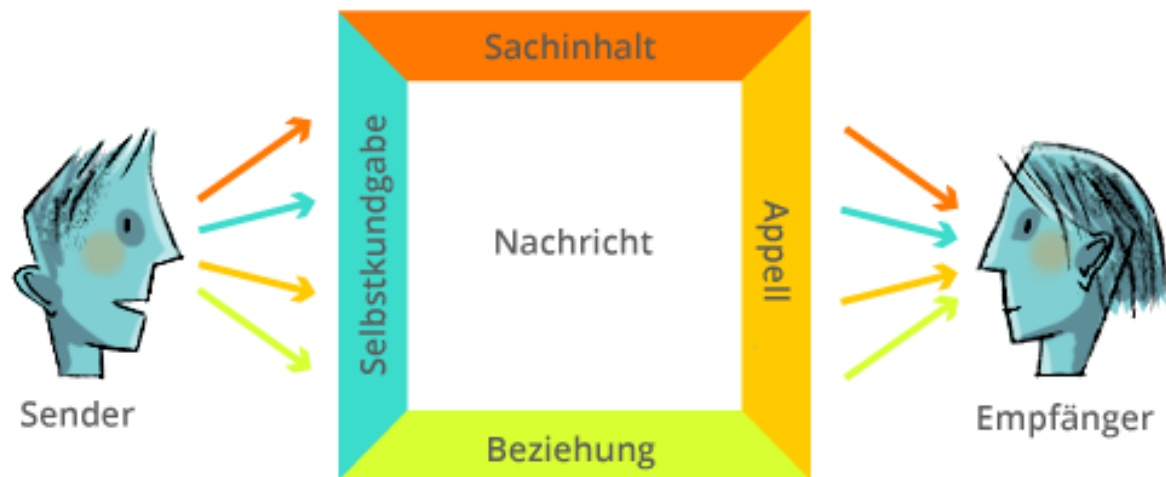 Sachinhalt
Selbstkundgabe
Nachricht
Appell
Beziehung
Sender
Empfänger